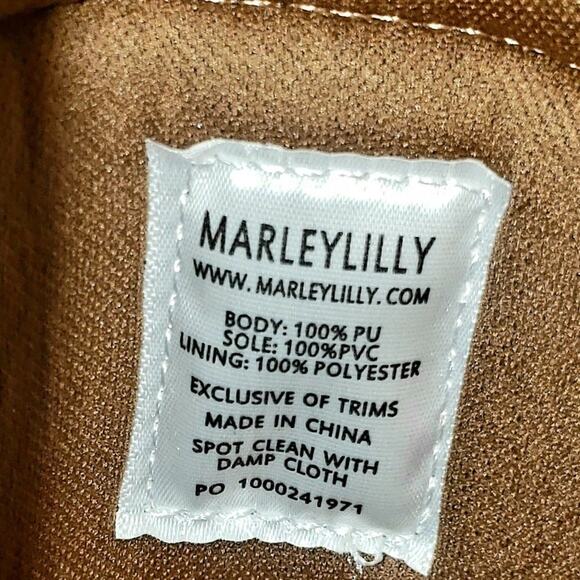 MARLEYLILLY
WWW.MARLEYLILLY.COM
BODY: 100% PU
SOLE: 100%PVC
LINING: 100% POLYESTER
EXCLUSIVE OF TRIMS
MADE IN CHINA
SPOT CLEAN WITH
DAMP CLOTH
PO 1000241971